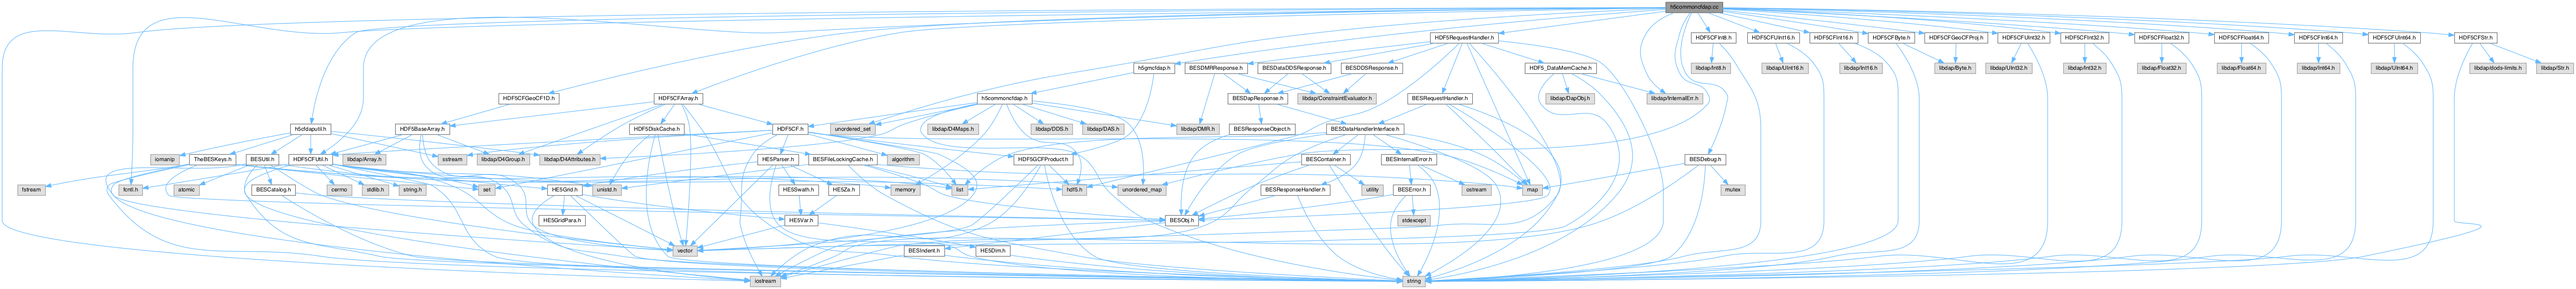 h5commoncfdap.cc
HDF5RequestHandler.h
HDF5CFInt8.h
HDF5CFUInt16.h
HDF5CFInt16.h
HDF5CFByte.h
HDF5CFGeoCFProj.h
HDF5CFUInt32.h
HDF5CFInt32.h
HDF5CFFloat32.h
HDF5CFFloat64.h
HDF5CFInt64.h
HDF5CFUInt64.h
HDF5CFStr.h
h5gmcfdap.h
BESDMRResponse.h
BESDataDDSResponse.h
BESDDSResponse.h
HDF5_DataMemCache.h
libdap/Int8.h
libdap/UInt16.h
libdap/Int16.h
libdap/Byte.h
libdap/UInt32.h
libdap/Int32.h
libdap/Float32.h
libdap/Float64.h
libdap/Int64.h
libdap/UInt64.h
libdap/dods-limits.h
libdap/Str.h
HDF5CFGeoCF1D.h
HDF5CFArray.h
h5commoncfdap.h
BESDapResponse.h
libdap/ConstraintEvaluator.h
BESRequestHandler.h
libdap/DapObj.h
libdap/InternalErr.h
h5cfdaputil.h
HDF5BaseArray.h
HDF5DiskCache.h
HDF5CF.h
unordered_set
libdap/D4Maps.h
libdap/DDS.h
libdap/DAS.h
libdap/DMR.h
BESResponseObject.h
BESDataHandlerInterface.h
iomanip
TheBESKeys.h
BESUtil.h
HDF5CFUtil.h
libdap/Array.h
sstream
libdap/D4Group.h
libdap/D4Attributes.h
HE5Parser.h
BESFileLockingCache.h
algorithm
HDF5GCFProduct.h
BESContainer.h
BESInternalError.h
BESDebug.h
fstream
fcntl.h
atomic
BESCatalog.h
cermo
stdlib.h
string.h
set
HE5Grid.h
unistd.h
HE5Swath.h
HE5Za.h
memory
list
hdf5.h
unordered_map
BESResponseHandler.h
utility
BESError.h
ostream
map
mutex
HE5GridPara.h
HE5Var.h
BESObj.h
stdexcept
vector
BESIndent.h
HE5Dim.h
iostream
string